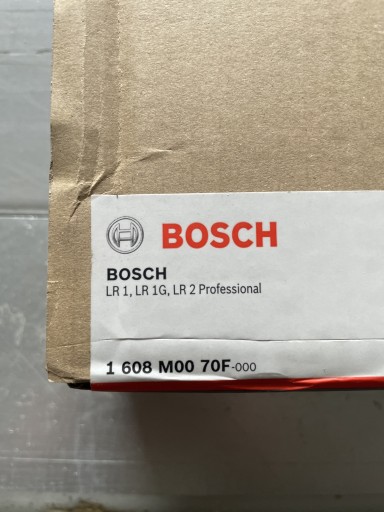 BOSCH
BOSCH
LR 1, LR 1G, LR 2 Professional
1 608 M00 70F-000